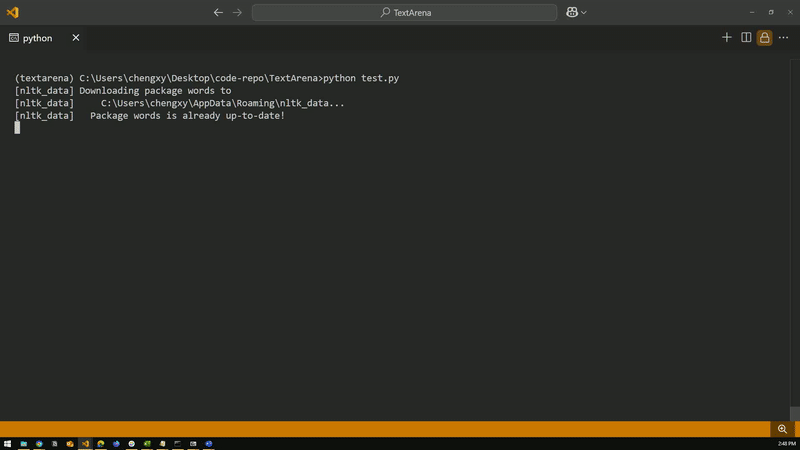 TextArena
python
(textarena) C:\Users\chengxy\Desktop\code-repo\TextArena>python test.py
[nltk_data] Downloading package words to
[nltk_data]     C:\Users\chengxy\AppData\Roaming\nltk_data...
[nltk_data]   Package words is already up-to-date!
2:48 PM